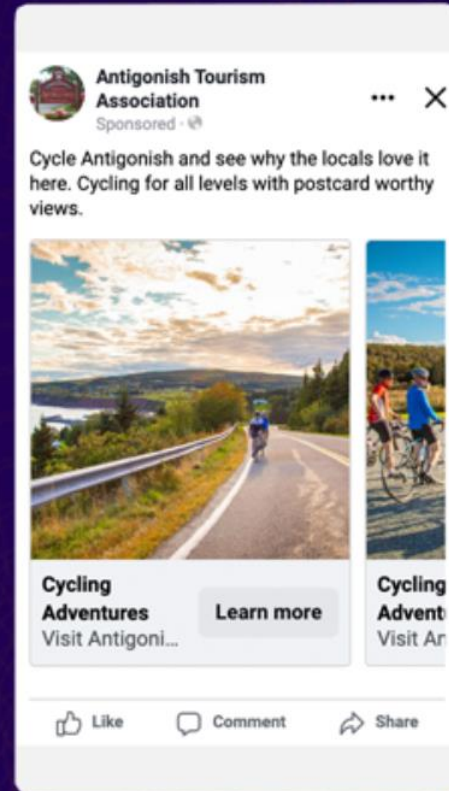 Antigonish Tourism
Association
Sponsored ·
Cycle Antigonish and see why the locals love it
here. Cycling for all levels with postcard worthy
views.
Cycling
Adventures
Visit Antigoni...
Learn more
Cycling
Advent
Visit An
Like
Comment
Share